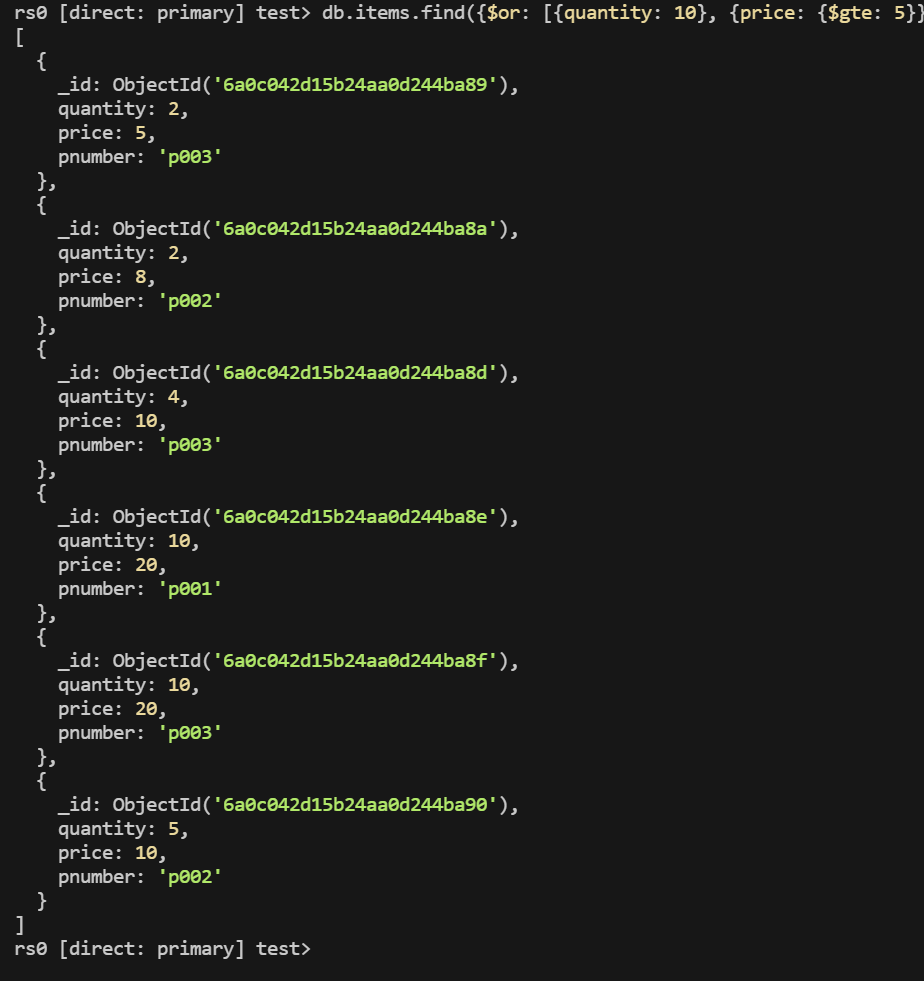 rs0 [direct: primary] test> db.items.find({$or: [{quantity: 10}, {price: {$gte: 5}}
[
  {
    _id: ObjectId('6a0c042d15b24aa0d244ba89'),
    quantity: 2,
    price: 5,
    pnumber: 'p003'
  },
  {
    _id: ObjectId('6a0c042d15b24aa0d244ba8a'),
    quantity: 2,
    price: 8,
    pnumber: 'p002'
  },
  {
    _id: ObjectId('6a0c042d15b24aa0d244ba8d'),
    quantity: 4,
    price: 10,
    pnumber: 'p003'
  },
  {
    _id: ObjectId('6a0c042d15b24aa0d244ba8e'),
    quantity: 10,
    price: 20,
    pnumber: 'p001'
  },
  {
    _id: ObjectId('6a0c042d15b24aa0d244ba8f'),
    quantity: 10,
    price: 20,
    pnumber: 'p003'
  },
  {
    _id: ObjectId('6a0c042d15b24aa0d244ba90'),
    quantity: 5,
    price: 10,
    pnumber: 'p002'
  }
]
rs0 [direct: primary] test>